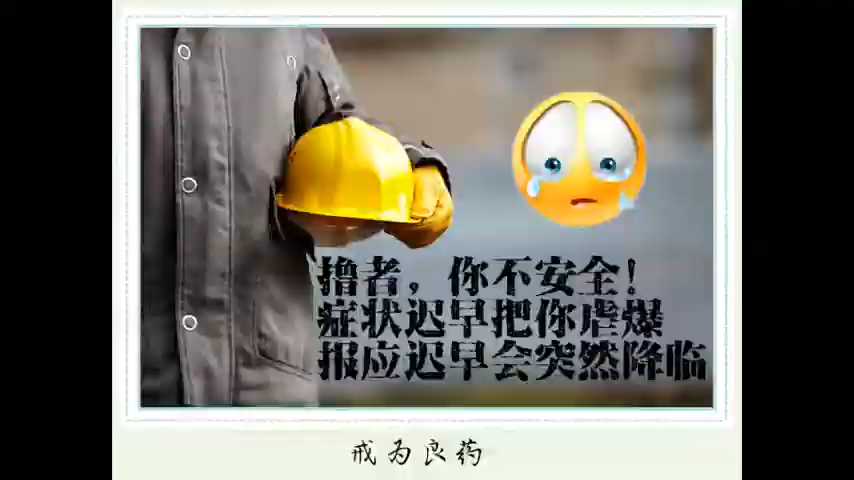 撸者，你不安全！
症状迟早把你虐爆
报应迟早会突然降临
戒为良药